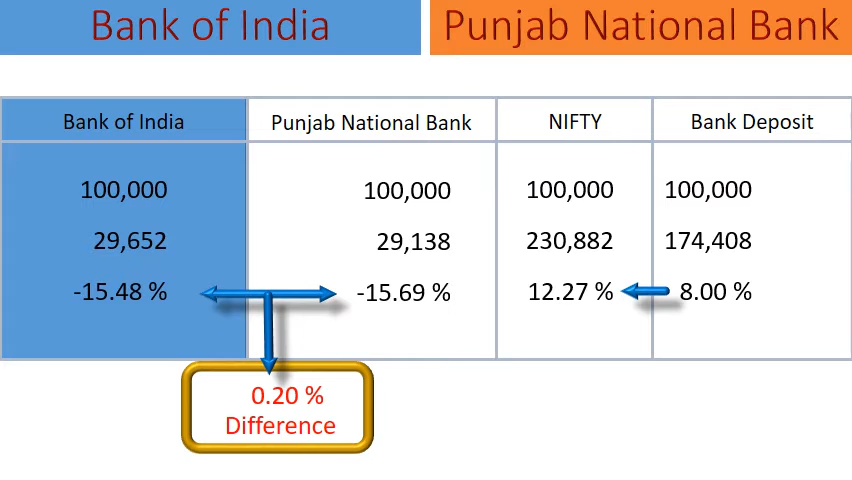 Bank of India
Punjab National Bank
Bank of India Punjab National Bank NIFTY Bank Deposit
100,000 100,000 100,000 100,000
29,652 29,138 230,882 174,408
-15.48 % -15.69 % 12.27 % 8.00 %
0.20 %
Difference